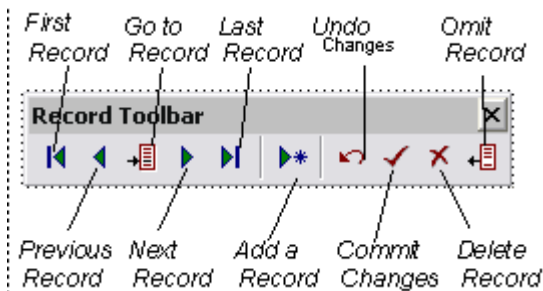 First Go to Last Undo Omit
Record Record Record Changes Record
Record Toolbar
Previous Next Add a Commit Delete
Record Record Record Changes Record